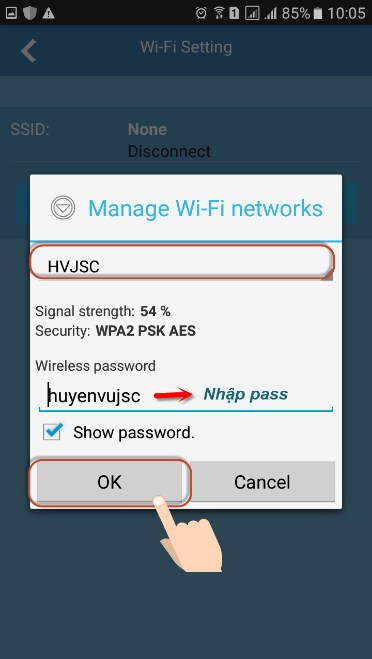 1 85% 10:05
Wi-Fi Setting
SSID: None
Disconnect
Manage Wi-Fi networks
HVJSC
Signal strength: 54 %
Security: WPA2 PSK AES
Wireless password
huyenvujsc Nhập pass
Show password.
OK Cancel